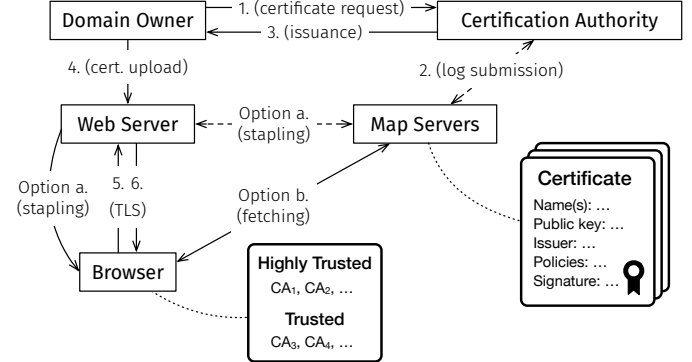 Domain Owner
1. (certificate request)
3. (issuance)
Certification Authority
4. (cert. upload)
2. (log submission)
Web Server
Option a.
(stapling)
Map Servers
Option a.
(stapling)
5. 6.
(TLS)
Option b.
(fetching)
Browser
Certificate
Name(s): ...
Public key: ...
Issuer: ...
Policies: ...
Signature: ...
Highly Trusted
CA₁, CA₂, ...
Trusted
CA₃, CA₄, ...